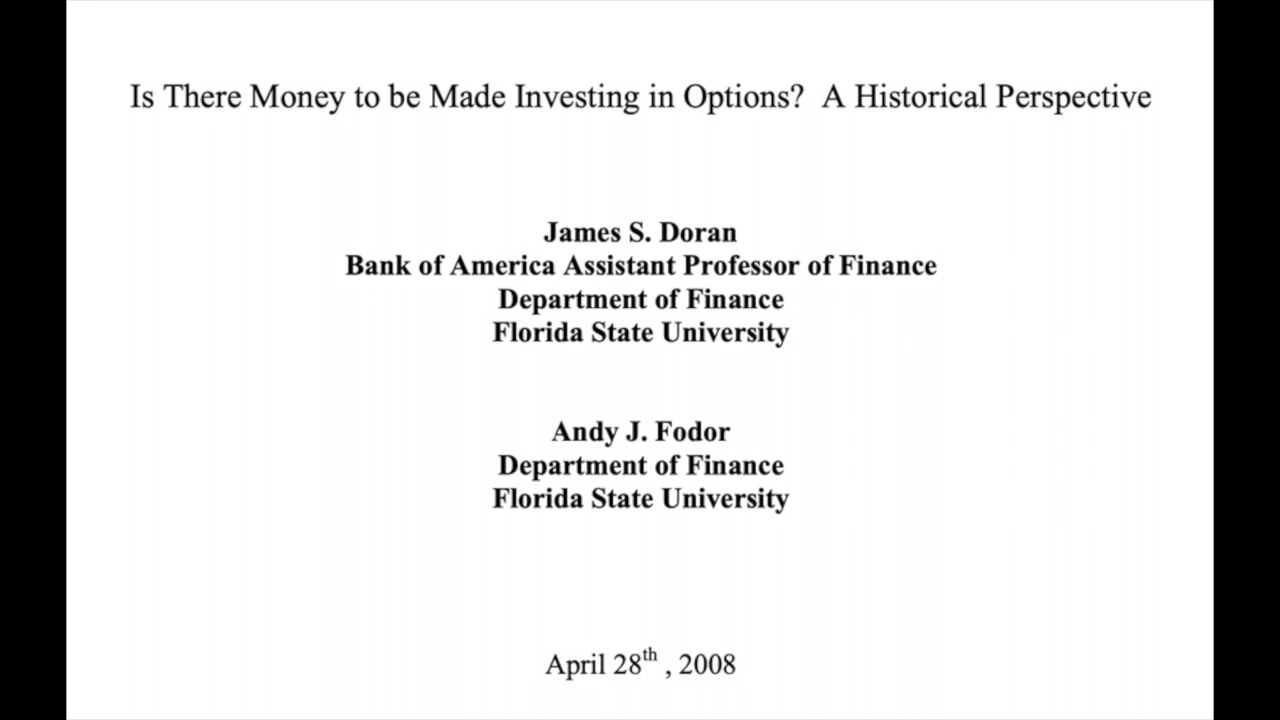 Is There Money to be Made Investing in Options?  A Historical Perspective
James S. Doran
Bank of America Assistant Professor of Finance
Department of Finance
Florida State University
Andy J. Fodor
Department of Finance
Florida State University
April 28th , 2008